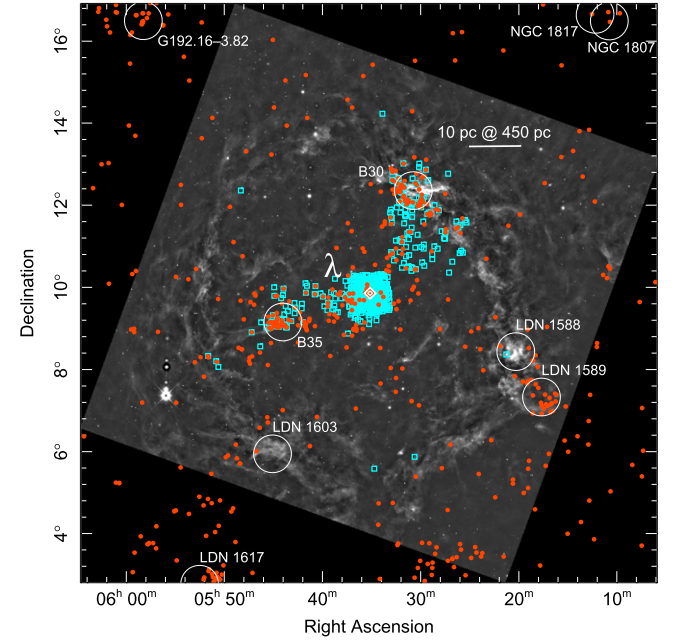 NGC 1817
NGC 1807
G192.16–3.82
16°
14°
10 pc @ 450 pc
B30
12°
λ
10°
B35
LDN 1588
8°
LDN 1589
LDN 1603
6°
4°
LDN 1617
06ʰ 00ᵐ 05ʰ 50ᵐ 40ᵐ 30ᵐ 20ᵐ 10ᵐ
Right Ascension
Declination